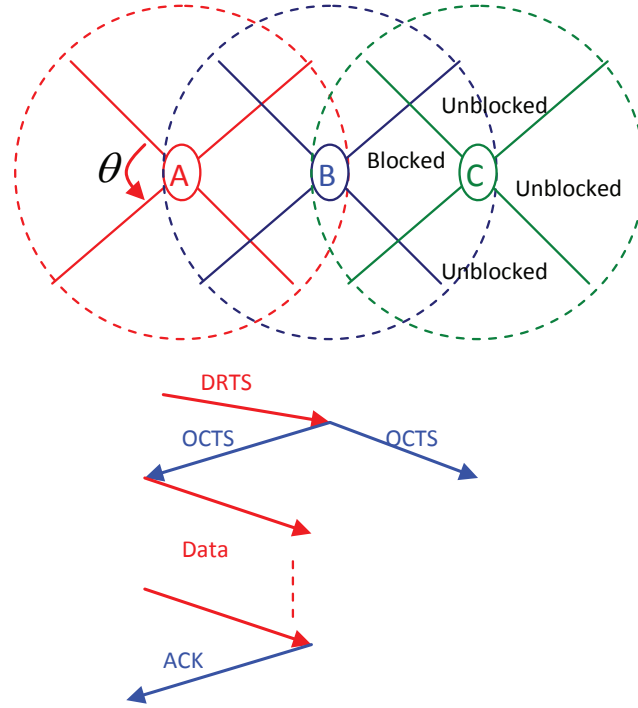 Unblocked
θ
A
B
Blocked
C
Unblocked
Unblocked
DRTS
OCTS
OCTS
Data
ACK